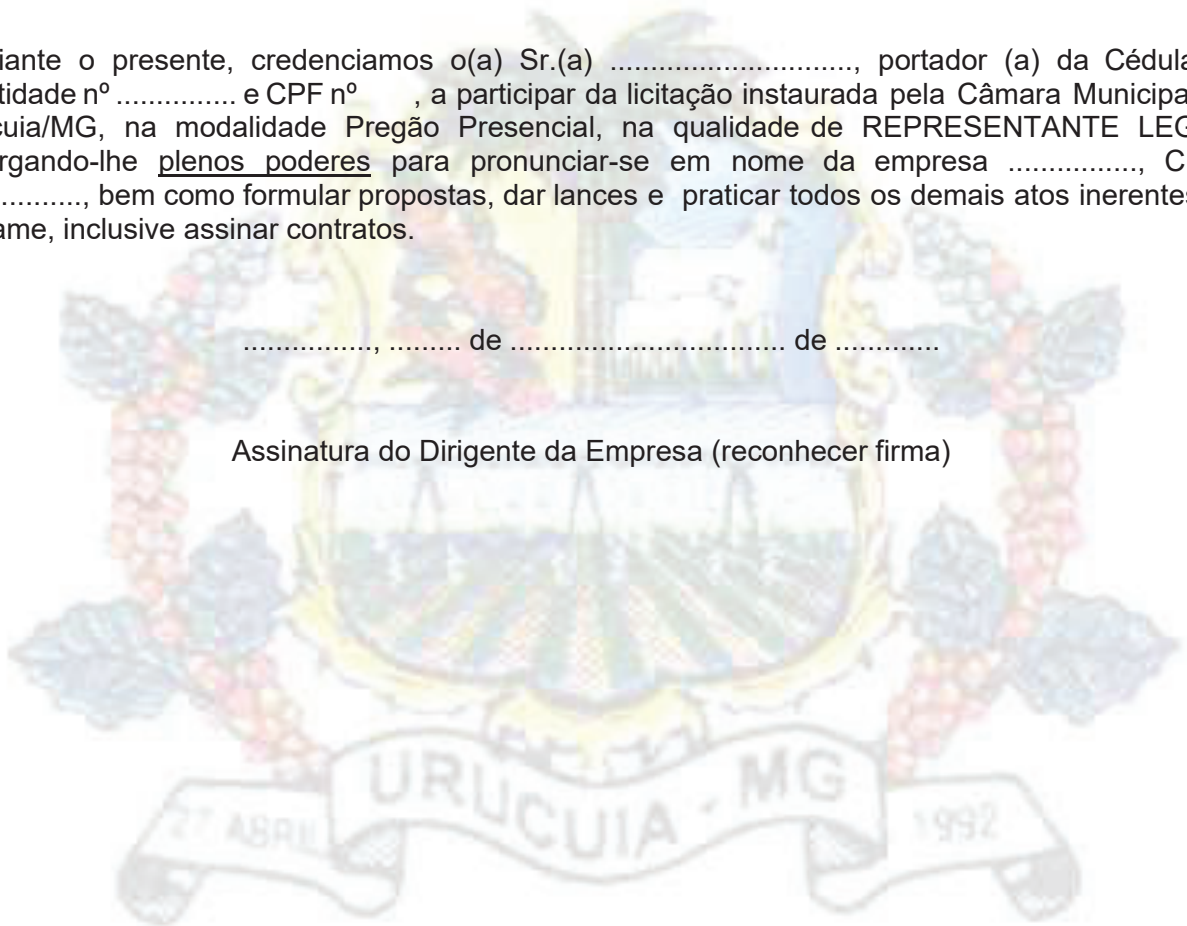 iante o presente, credenciamos o(a) Sr.(a) .............................., portador (a) da Cédula
tidade nº ............... e CPF nº , a participar da licitação instaurada pela Câmara Municipa
cuia/MG, na modalidade Pregão Presencial, na qualidade de REPRESENTANTE LEG
rgando-lhe plenos poderes para pronunciar-se em nome da empresa ................, C
..........., bem como formular propostas, dar lances e praticar todos os demais atos inerentes
ame, inclusive assinar contratos.
................, ......... de .................................. de .............
Assinatura do Dirigente da Empresa (reconhecer firma)
URUCUIA - MG
27 ABRIL 1992